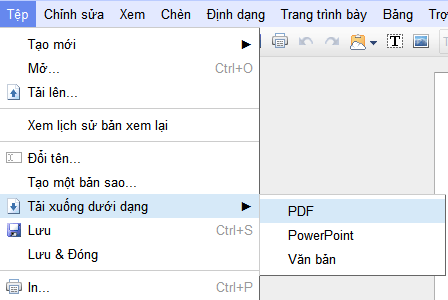 Tệp Chỉnh sửa Xem Chèn Định dạng Trang trình bày Bảng Trợ
Tạo mới
Mở... Ctrl+O
Tải lên...
Xem lịch sử bản xem lại
Đổi tên...
Tạo một bản sao...
Tải xuống dưới dạng
PDF
Lưu Ctrl+S
PowerPoint
Lưu & Đóng
Văn bản
In... Ctrl+P